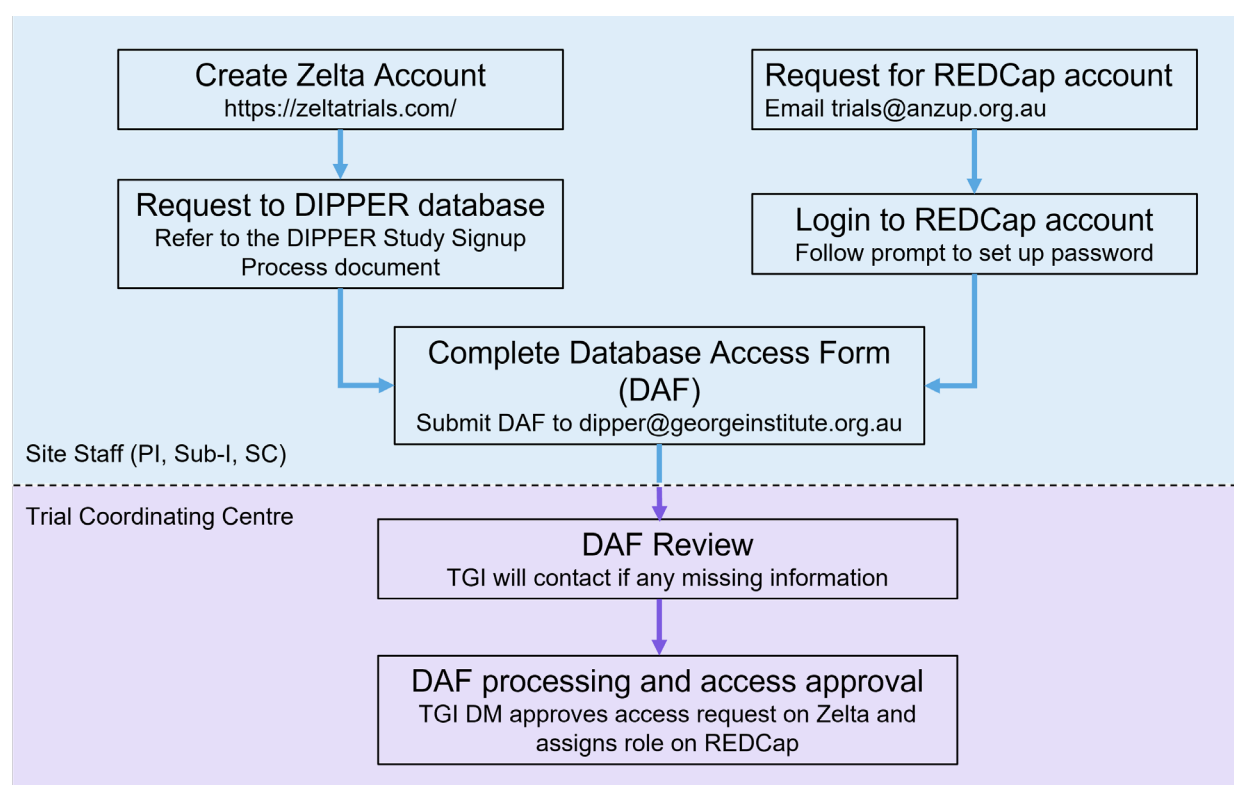 Create Zelta Account
https://zeltatrials.com/
Request to DIPPER database
Refer to the DIPPER Study Signup
Process document
Request for REDCap account
Email trials@anzup.org.au
Login to REDCap account
Follow prompt to set up password
Complete Database Access Form
(DAF)
Submit DAF to dipper@georgeinstitute.org.au
Site Staff (PI, Sub-I, SC)
Trial Coordinating Centre
DAF Review
TGI will contact if any missing information
DAF processing and access approval
TGI DM approves access request on Zelta and
assigns role on REDCap